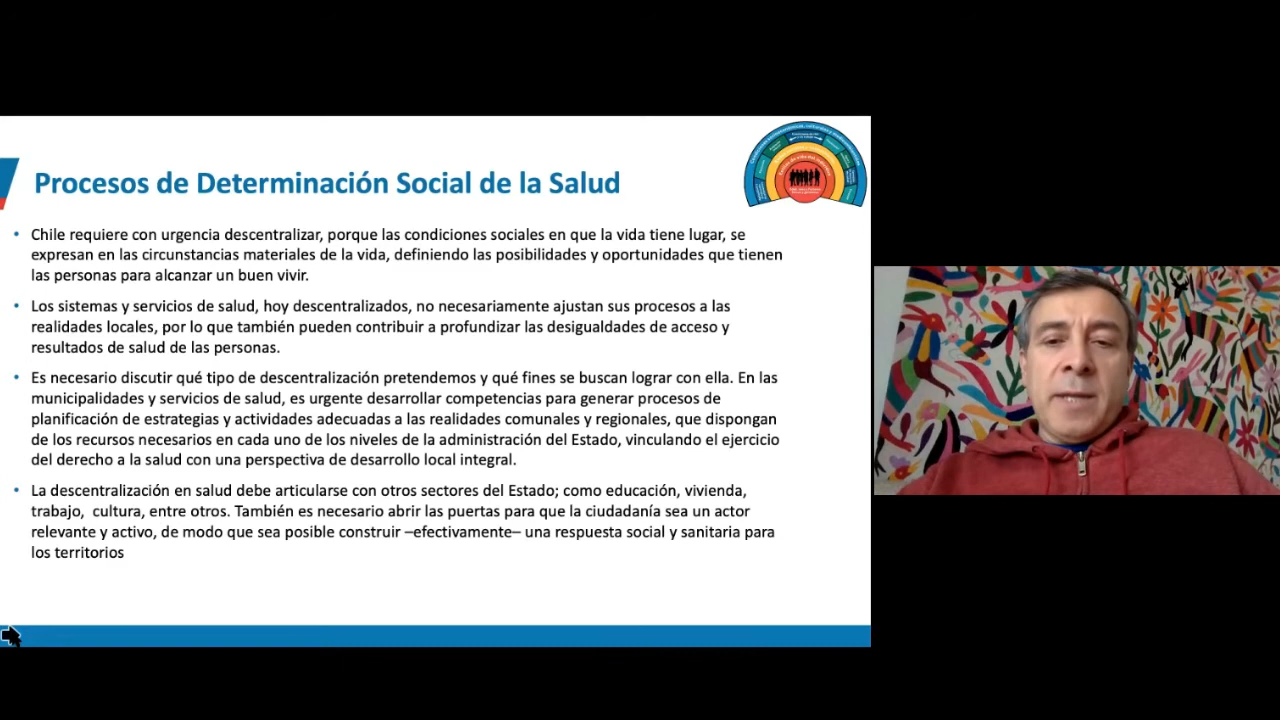 Procesos de Determinación Social de la Salud
• Chile requiere con urgencia descentralizar, porque las condiciones sociales en que la vida tiene lugar, se
expresan en las circunstancias materiales de la vida, definiendo las posibilidades y oportunidades que tienen
las personas para alcanzar un buen vivir.
• Los sistemas y servicios de salud, hoy descentralizados, no necesariamente ajustan sus procesos a las
realidades locales, por lo que también pueden contribuir a profundizar las desigualdades de acceso y
resultados de salud de las personas.
• Es necesario discutir qué tipo de descentralización pretendemos y qué fines se buscan lograr con ella. En las
municipalidades y servicios de salud, es urgente desarrollar competencias para generar procesos de
planificación de estrategias y actividades adecuadas a las realidades comunales y regionales, que dispongan
de los recursos necesarios en cada uno de los niveles de la administración del Estado, vinculando el ejercicio
del derecho a la salud con una perspectiva de desarrollo local integral.
• La descentralización en salud debe articularse con otros sectores del Estado; como educación, vivienda,
trabajo,  cultura, entre otros. También es necesario abrir las puertas para que la ciudadanía sea un actor
relevante y activo, de modo que sea posible construir –efectivamente– una respuesta social y sanitaria para
los territorios